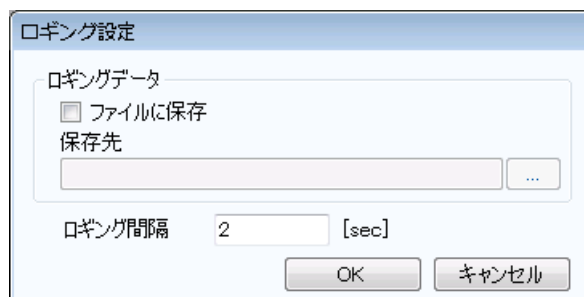 ロギング設定
ロギングデータ
ファイルに保存
保存先
...
ロギング間隔 2 [sec]
OK キャンセル